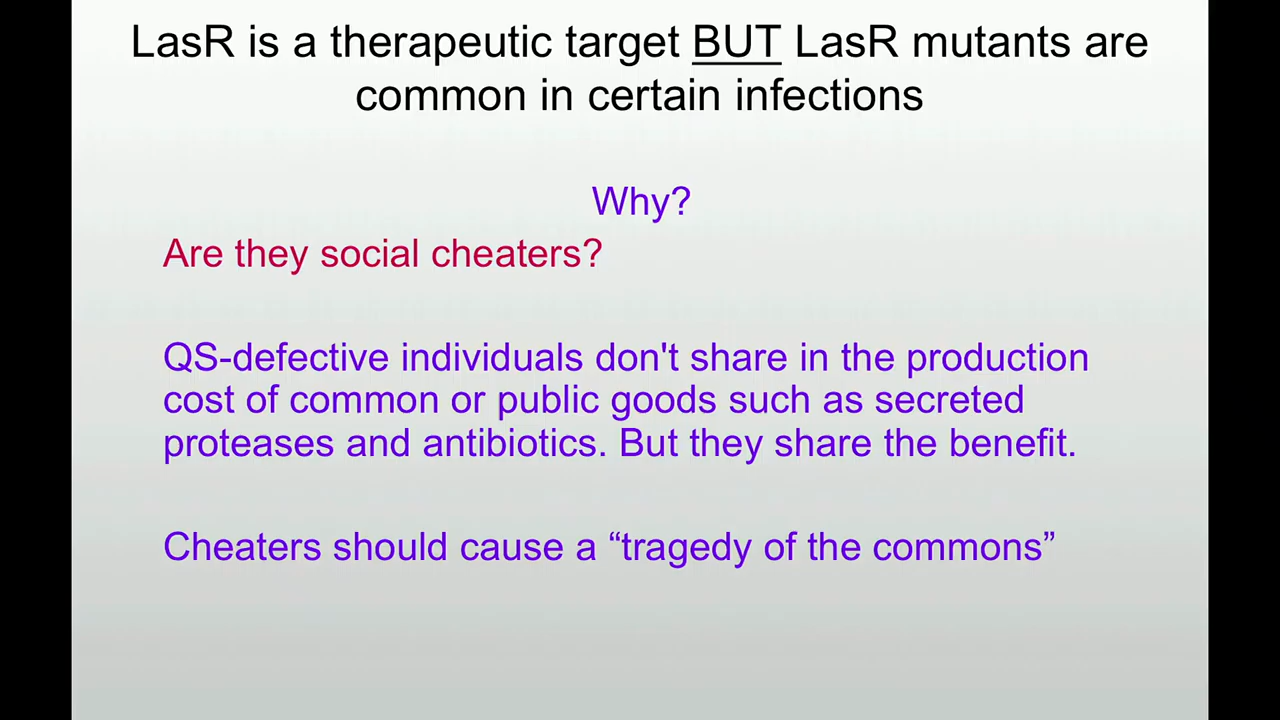 LasR is a therapeutic target BUT LasR mutants are
common in certain infections
Why?
Are they social cheaters?
QS-defective individuals don't share in the production
cost of common or public goods such as secreted
proteases and antibiotics. But they share the benefit.
Cheaters should cause a “tragedy of the commons”